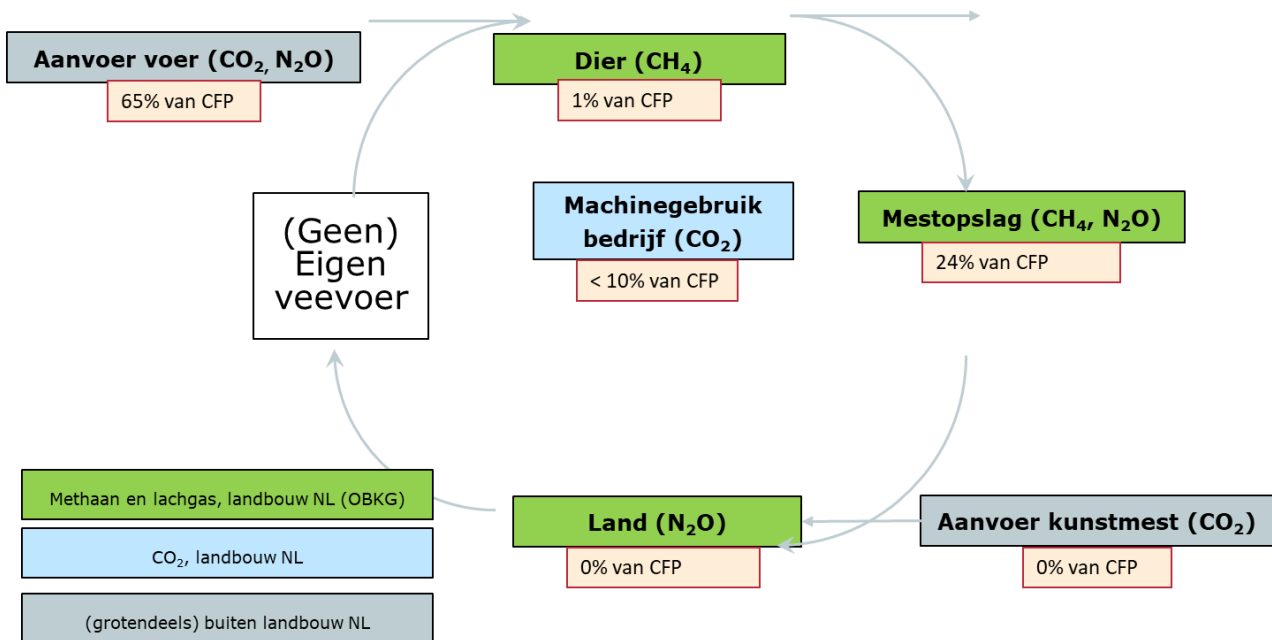 Aanvoer voer (CO₂, N₂O)
65% van CFP
Dier (CH₄)
1% van CFP
(Geen)
Eigen
veevoer
Machinegebruik
bedrijf (CO₂)
< 10% van CFP
Mestopslag (CH₄, N₂O)
24% van CFP
Methaan en lachgas, landbouw NL (OBKG)
CO₂, landbouw NL
(grotendeels) buiten landbouw NL
Land (N₂O)
0% van CFP
Aanvoer kunstmest (CO₂)
0% van CFP